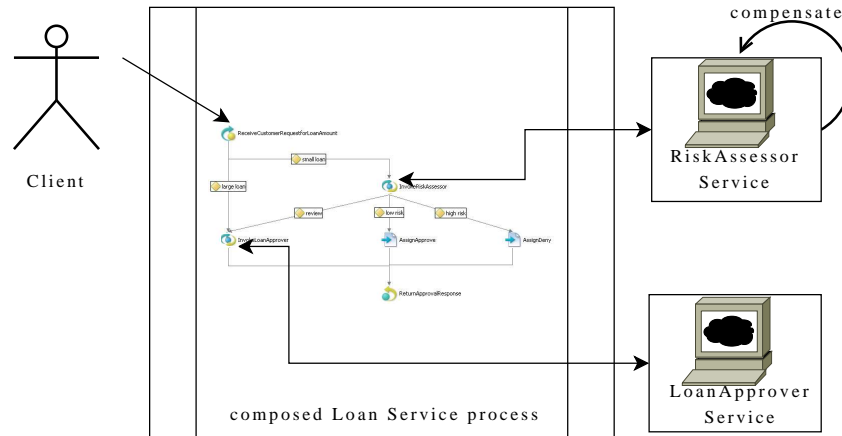 compensate
ReceiveCustomerRequestforLoanAmount
small loan
RiskAssessor
Service
Client
large loan
InvokeRiskAssessor
review
low risk
high risk
InvokeLoanApprover
AssignApprove
AssignDeny
ReturnApprovalResponse
LoanApprover
Service
composed Loan Service process